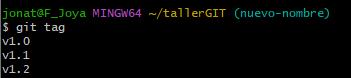 jonat@F_Joya MINGW64 ~/tallerGIT (nuevo-nombre)
$ git tag
v1.0
v1.1
v1.2